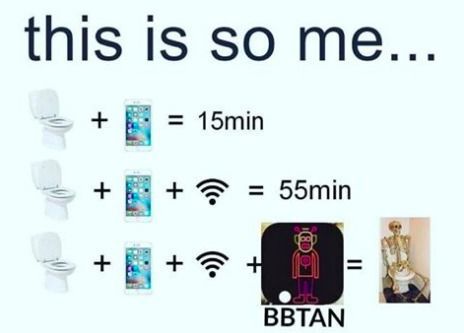 this is so me...
+ = 15min
+ + = 55min
+ + + =
BBTAN